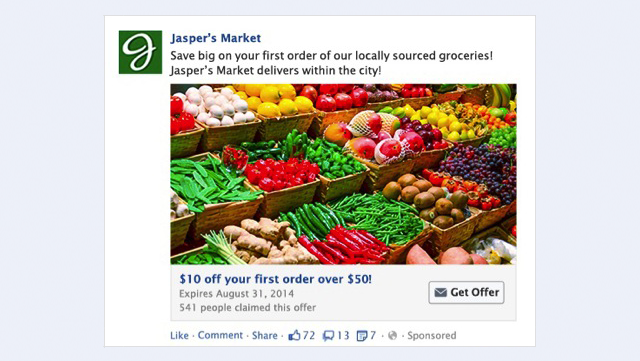 Jasper's Market
Save big on your first order of our locally sourced groceries!
Jasper's Market delivers within the city!
$10 off your first order over $50!
Expires August 31, 2014
541 people claimed this offer
Get Offer
Like · Comment · Share · 72 13 7 · · Sponsored